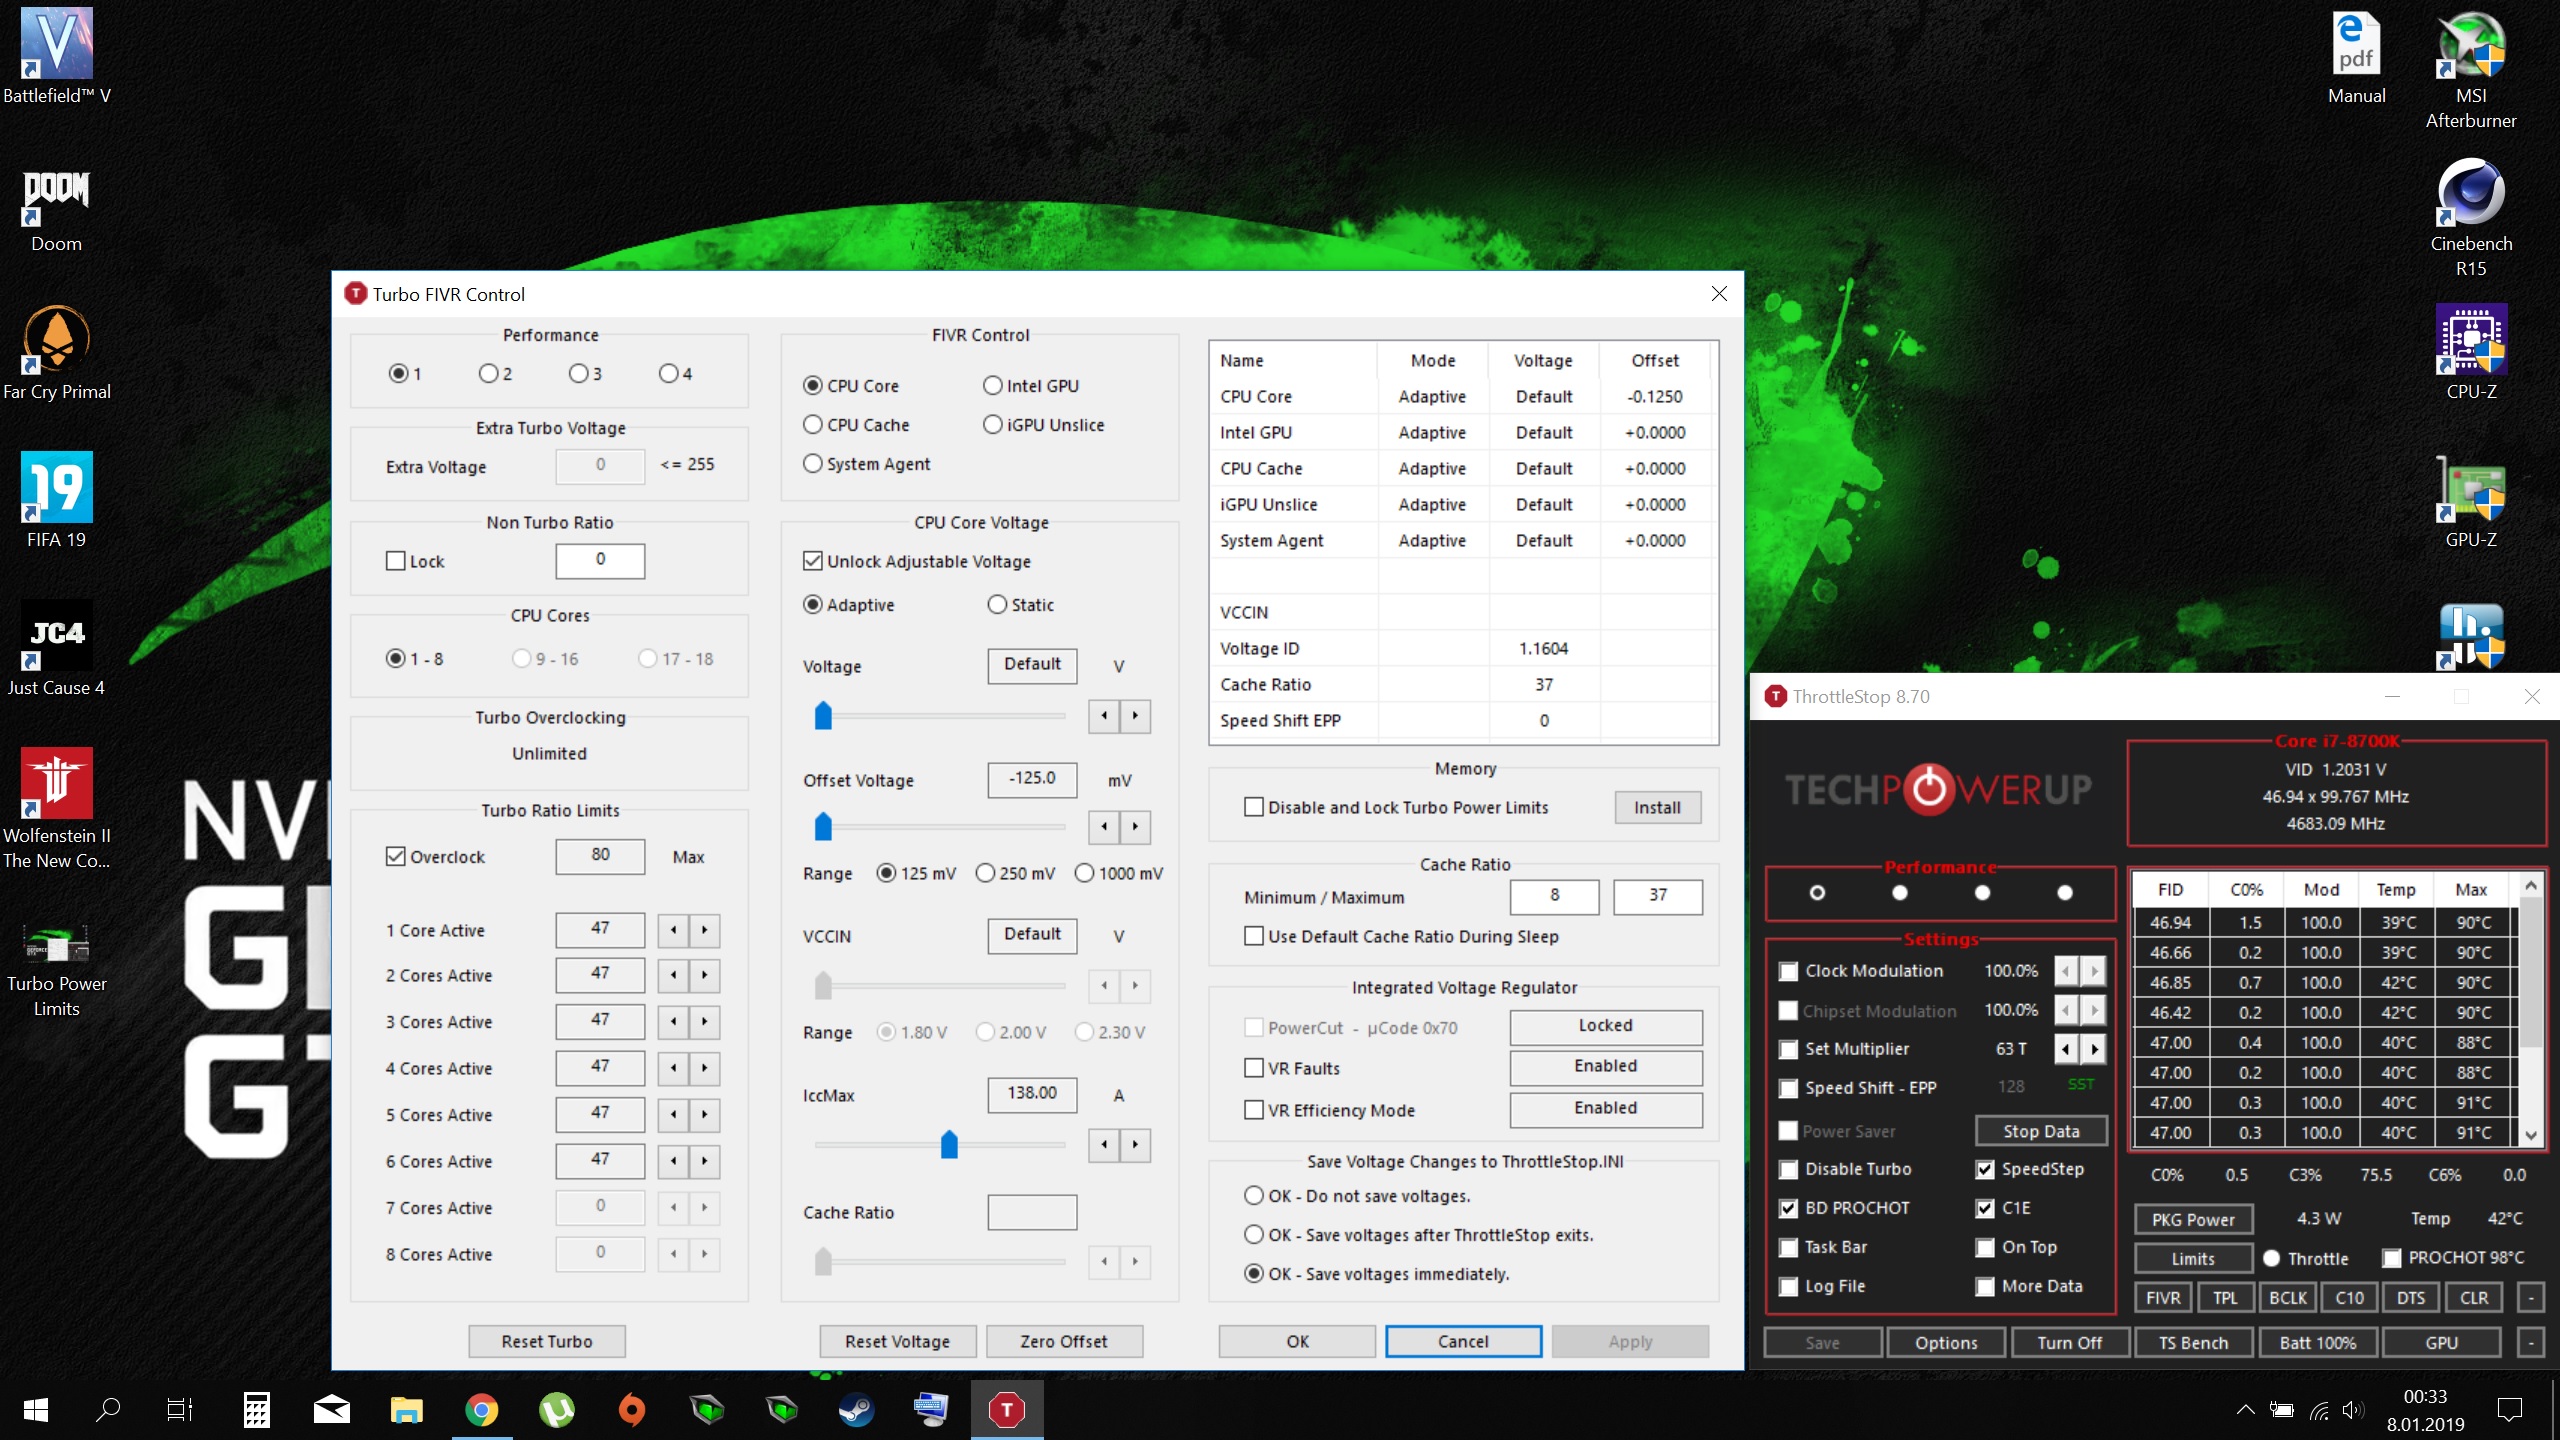 Battlefield™ V
Doom
Far Cry Primal
19
FIFA 19
JC4
Just Cause 4
Wolfenstein II
The New Co...
Turbo Power
Limits
DOOM
pdf
Manual
MSI
Afterburner
Cinebench
R15
CPU-Z
GPU-Z
Turbo FIVR Control
Performance
1 2 3 4
Extra Turbo Voltage
Extra Voltage 0 <= 255
Non Turbo Ratio
Lock 0
CPU Cores
1 - 8 9 - 16 17 - 18
Turbo Overclocking
Unlimited
Turbo Ratio Limits
Overclock 80 Max
1 Core Active 47
2 Cores Active 47
3 Cores Active 47
4 Cores Active 47
5 Cores Active 47
6 Cores Active 47
7 Cores Active 0
8 Cores Active 0
Reset Turbo
FIVR Control
CPU Core Intel GPU
CPU Cache iGPU Unslice
System Agent
CPU Core Voltage
Unlock Adjustable Voltage
Adaptive Static
Voltage Default V
Offset Voltage -125.0 mV
Range 125 mV 250 mV 1000 mV
VCCIN Default V
Range 1.80 V 2.00 V 2.30 V
IccMax 138.00 A
Cache Ratio
Reset Voltage Zero Offset
Name Mode Voltage Offset
CPU Core Adaptive Default -0.1250
Intel GPU Adaptive Default +0.0000
CPU Cache Adaptive Default +0.0000
iGPU Unslice Adaptive Default +0.0000
System Agent Adaptive Default +0.0000
VCCIN
Voltage ID 1.1604
Cache Ratio 37
Speed Shift EPP 0
Memory
Disable and Lock Turbo Power Limits Install
Cache Ratio
Minimum / Maximum 8 37
Use Default Cache Ratio During Sleep
Integrated Voltage Regulator
PowerCut - µCode 0x70 Locked
VR Faults Enabled
VR Efficiency Mode Enabled
Save Voltage Changes to ThrottleStop.INI
OK - Do not save voltages.
OK - Save voltages after ThrottleStop exits.
OK - Save voltages immediately.
OK Cancel Apply
ThrottleStop 8.70
TECHPOWERUP
Core i7-8700K
VID 1.2031 V
46.94 x 99.767 MHz
4683.09 MHz
Performance
Settings
Clock Modulation 100.0%
Chipset Modulation 100.0%
Set Multiplier 63 T
Speed Shift - EPP 128 SST
Power Saver Stop Data
Disable Turbo SpeedStep
BD PROCHOT C1E
Task Bar On Top
Log File More Data
FID C0% Mod Temp Max
46.94 1.5 100.0 39°C 90°C
46.66 0.2 100.0 39°C 90°C
46.85 0.7 100.0 42°C 90°C
46.42 0.2 100.0 42°C 90°C
47.00 0.4 100.0 40°C 88°C
47.00 0.2 100.0 40°C 88°C
47.00 0.3 100.0 40°C 91°C
47.00 0.3 100.0 40°C 91°C
C0% 0.5 C3% 75.5 C6% 0.0
PKG Power 4.3 W Temp 42°C
Limits Throttle PROCHOT 98°C
FIVR TPL BCLK C10 DTS CLR -
Save Options Turn Off TS Bench Batt 100% GPU -
00:33
8.01.2019